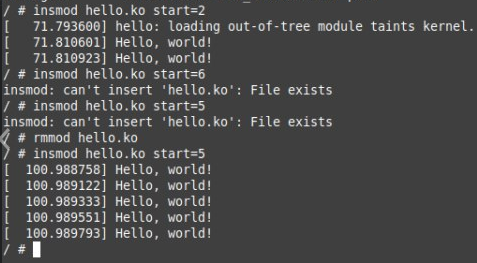 / # insmod hello.ko start=2
[   71.793600] hello: loading out-of-tree module taints kernel.
[   71.810601] Hello, world!
[   71.810923] Hello, world!
/ # insmod hello.ko start=6
insmod: can't insert 'hello.ko': File exists
/ # insmod hello.ko start=5
insmod: can't insert 'hello.ko': File exists
/ # rmmod hello.ko
/ # insmod hello.ko start=5
[  100.988758] Hello, world!
[  100.989122] Hello, world!
[  100.989333] Hello, world!
[  100.989551] Hello, world!
[  100.989793] Hello, world!
/ #